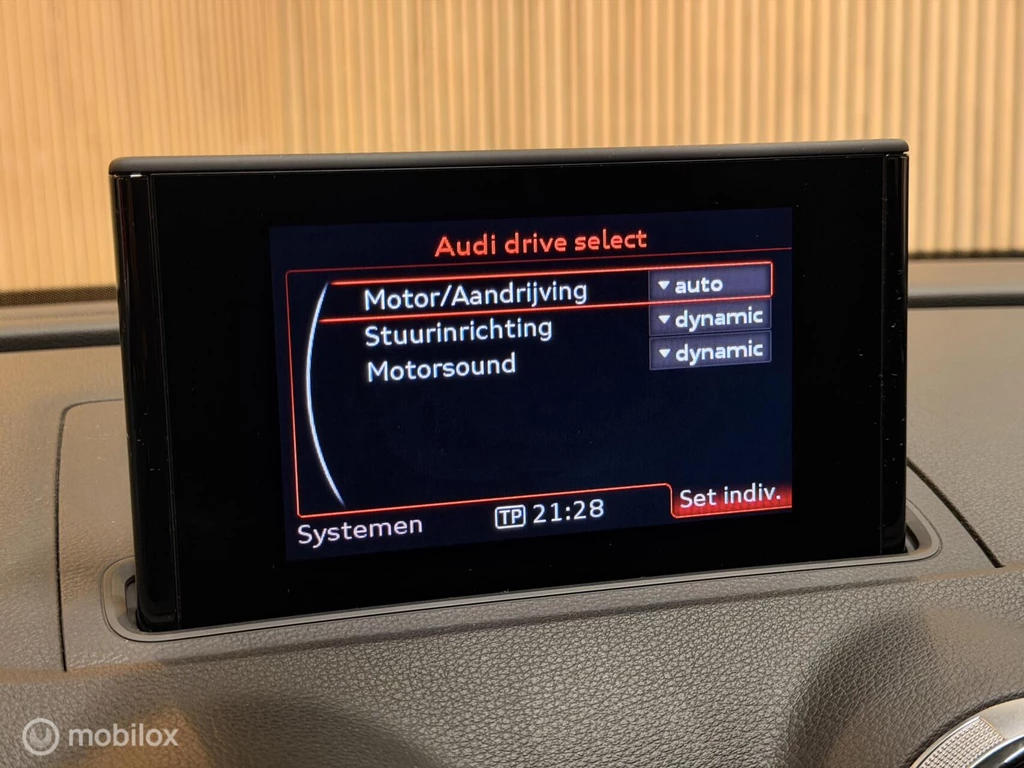 Audi drive select
Motor/Aandrijving ▼ auto
Stuurinrichting ▼ dynamic
Motorsound ▼ dynamic
Set indiv.
Systemen TP 21:28
mobilox